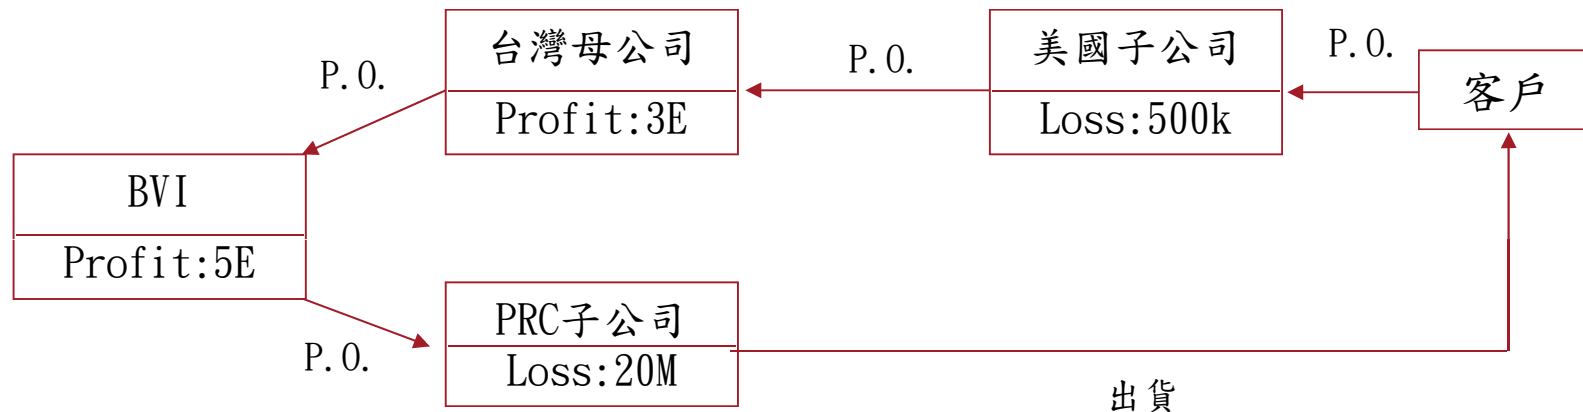 台灣母公司
Profit:3E
美國子公司
Loss:500k
客戶
P.O.
P.O.
P.O.
BVI
Profit:5E
P.O.
PRC子公司
Loss:20M
出貨